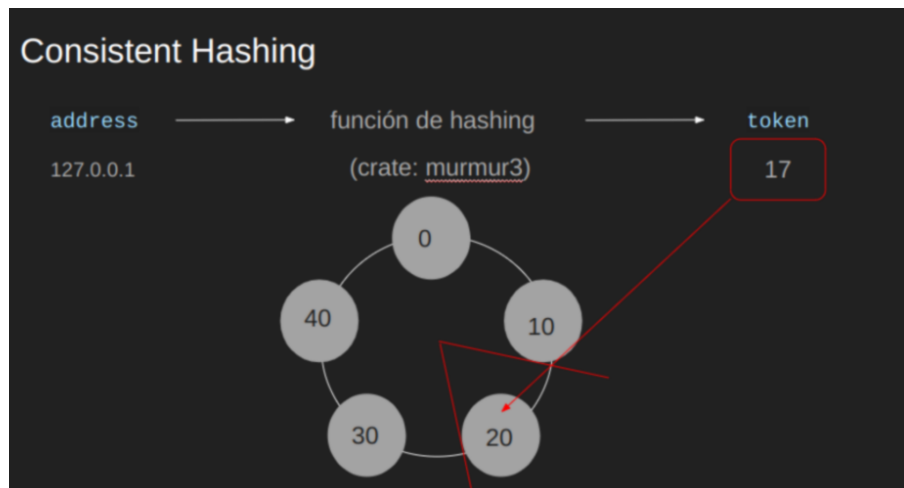 Consistent Hashing
address función de hashing token
127.0.0.1 (crate: murmur3) 17
0
40 10
30 20